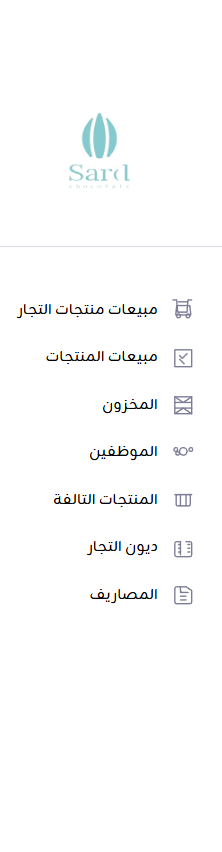 Sard
chocolate
مبيعات منتجات التجار
مبيعات المنتجات
المخزون
الموظفين
المنتجات التالفة
ديون التجار
المصاريف